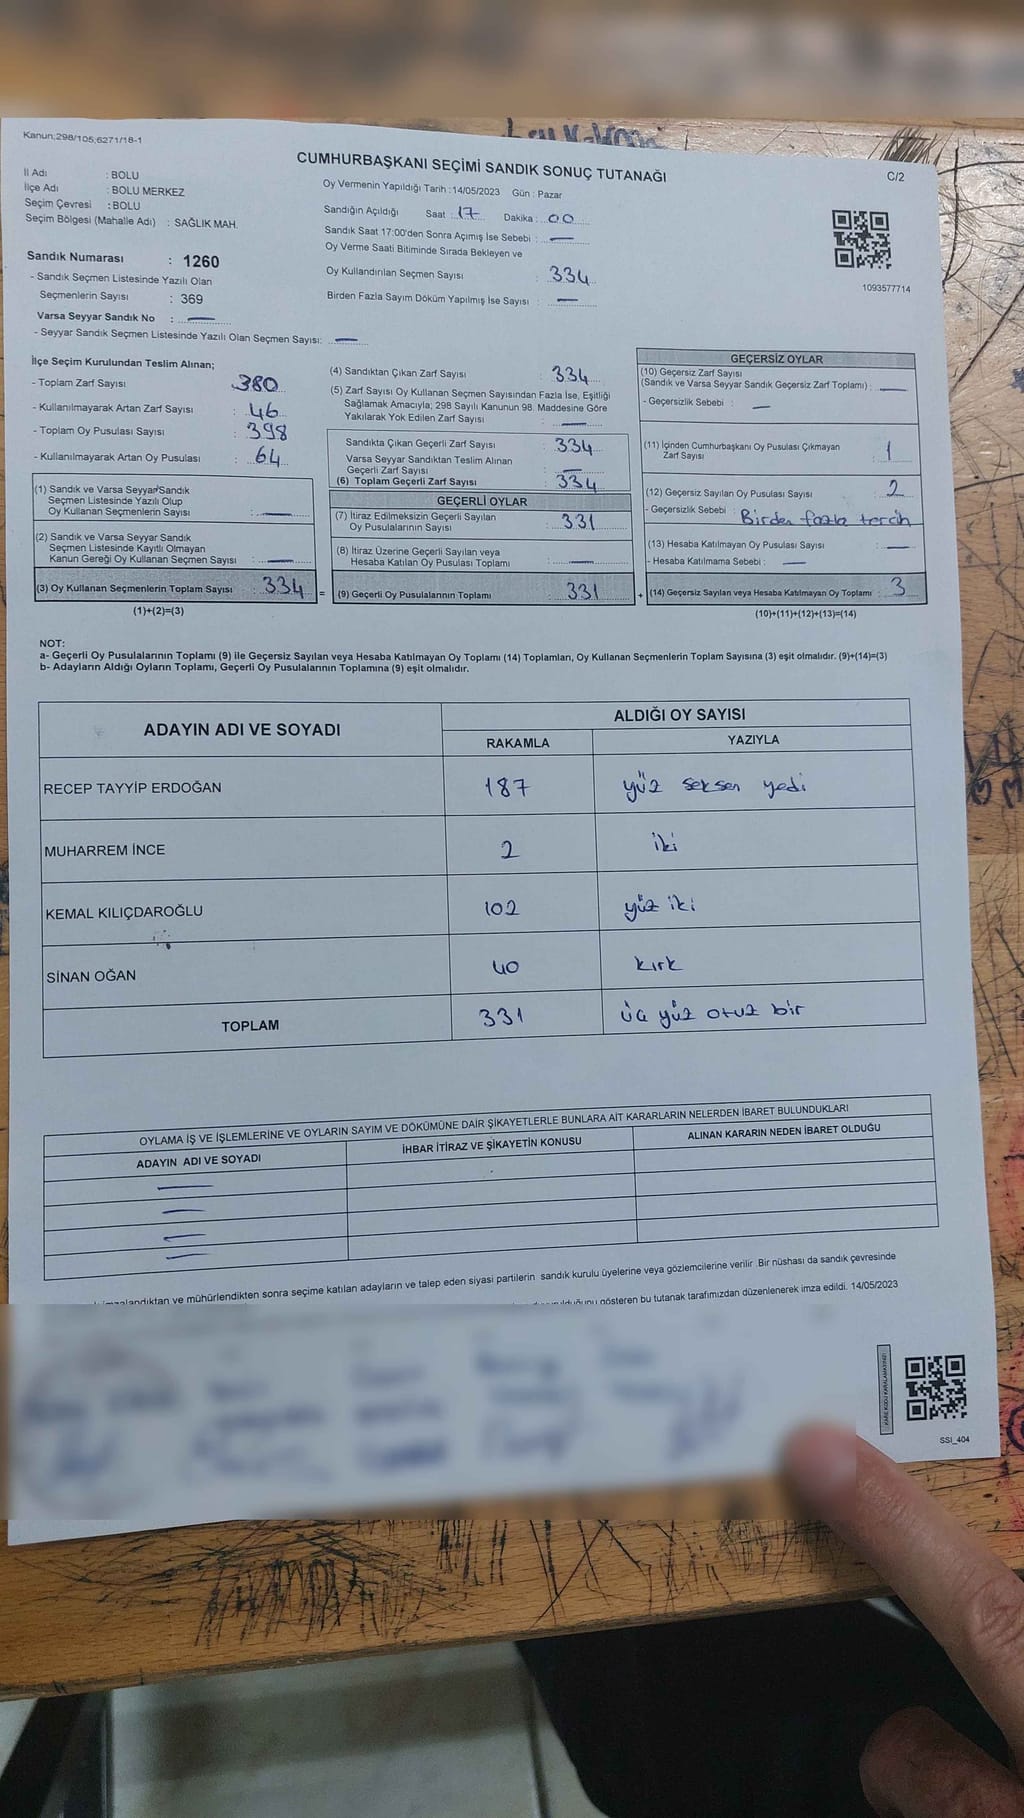 Kanun:298/105;6271/18-1
CUMHURBAŞKANI SEÇİMİ SANDIK SONUÇ TUTANAĞI
C/2
İl Adı : BOLU
İlçe Adı : BOLU MERKEZ
Seçim Çevresi : BOLU
Seçim Bölgesi (Mahalle Adı) : SAĞLIK MAH.
Sandık Numarası : 1260
- Sandık Seçmen Listesinde Yazılı Olan
Seçmenlerin Sayısı : 369
Varsa Seyyar Sandık No : —
- Seyyar Sandık Seçmen Listesinde Yazılı Olan Seçmen Sayısı: —
Oy Vermenin Yapıldığı Tarih : 14/05/2023 Gün : Pazar
Sandığın Açıldığı Saat : 17 Dakika : 00
Sandık Saat 17:00'den Sonra Açımış İse Sebebi : —
Oy Verme Saati Bitiminde Sırada Bekleyen ve
Oy Kullandırılan Seçmen Sayısı : 334
Birden Fazla Sayım Döküm Yapılmış İse Sayısı : —
1093577714
İlçe Seçim Kurulundan Teslim Alınan;
- Toplam Zarf Sayısı : 380
- Kullanılmayarak Artan Zarf Sayısı : 46
- Toplam Oy Pusulası Sayısı : 398
- Kullanılmayarak Artan Oy Pusulası : 64
(1) Sandık ve Varsa Seyyar Sandık
Seçmen Listesinde Yazılı Olup
Oy Kullanan Seçmenlerin Sayısı : —
(2) Sandık ve Varsa Seyyar Sandık
Seçmen Listesinde Kayıtlı Olmayan
Kanun Gereği Oy Kullanan Seçmen Sayısı : —
(3) Oy Kullanan Seçmenlerin Toplam Sayısı : 334 =
(1)+(2)=(3)
(4) Sandıktan Çıkan Zarf Sayısı : 334
(5) Zarf Sayısı Oy Kullanan Seçmen Sayısından Fazla İse, Eşitliği
Sağlamak Amacıyla; 298 Sayılı Kanunun 98. Maddesine Göre
Yakılarak Yok Edilen Zarf Sayısı : —
Sandıkta Çıkan Geçerli Zarf Sayısı : 334
Varsa Seyyar Sandıktan Teslim Alınan
Geçerli Zarf Sayısı : —
(6) Toplam Geçerli Zarf Sayısı : 334
GEÇERLİ OYLAR
(7) İtiraz Edilmeksizin Geçerli Sayılan
Oy Pusulalarının Sayısı : 331
(8) İtiraz Üzerine Geçerli Sayılan veya
Hesaba Katılan Oy Pusulası Toplamı : —
(9) Geçerli Oy Pusulalarının Toplamı : 331 +
GEÇERSİZ OYLAR
(10) Geçersiz Zarf Sayısı
(Sandık ve Varsa Seyyar Sandık Geçersiz Zarf Toplamı) : —
- Geçersizlik Sebebi : —
(11) İçinden Cumhurbaşkanı Oy Pusulası Çıkmayan
Zarf Sayısı : 1
(12) Geçersiz Sayılan Oy Pusulası Sayısı : 2
- Geçersizlik Sebebi : Birden fazla tercih
(13) Hesaba Katılmayan Oy Pusulası Sayısı : —
- Hesaba Katılmama Sebebi : —
(14) Geçersiz Sayılan veya Hesaba Katılmayan Oy Toplamı : 3
(10)+(11)+(12)+(13)=(14)
NOT:
a- Geçerli Oy Pusulalarının Toplamı (9) ile Geçersiz Sayılan veya Hesaba Katılmayan Oy Toplamı (14) Toplamları, Oy Kullanan Seçmenlerin Toplam Sayısına (3) eşit olmalıdır. (9)+(14)=(3)
b- Adayların Aldığı Oyların Toplamı, Geçerli Oy Pusulalarının Toplamına (9) eşit olmalıdır.
ADAYIN ADI VE SOYADI
ALDIĞI OY SAYISI
RAKAMLA YAZIYLA
RECEP TAYYİP ERDOĞAN 187 yüz seksen yedi
MUHARREM İNCE 2 iki
KEMAL KILIÇDAROĞLU 102 yüz iki
SİNAN OĞAN 40 kırk
TOPLAM 331 üç yüz otuz bir
OYLAMA İŞ VE İŞLEMLERİNE VE OYLARIN SAYIM VE DÖKÜMÜNE DAİR ŞİKAYETLERLE BUNLARA AİT KARARLARIN NELERDEN İBARET BULUNDUKLARI
ADAYIN ADI VE SOYADI İHBAR İTİRAZ VE ŞİKAYETİN KONUSU ALINAN KARARIN NEDEN İBARET OLDUĞU
imzalandıktan ve mühürlendikten sonra seçime katılan adayların ve talep eden siyasi partilerin sandık kurulu üyelerine veya gözlemcilerine verilir. Bir nüshası da sandık çevresinde
gösteren bu tutanak tarafımızdan düzenlenerek imza edildi. 14/05/2023
KARE KODU KARALAMAYINIZ!
SSI_404